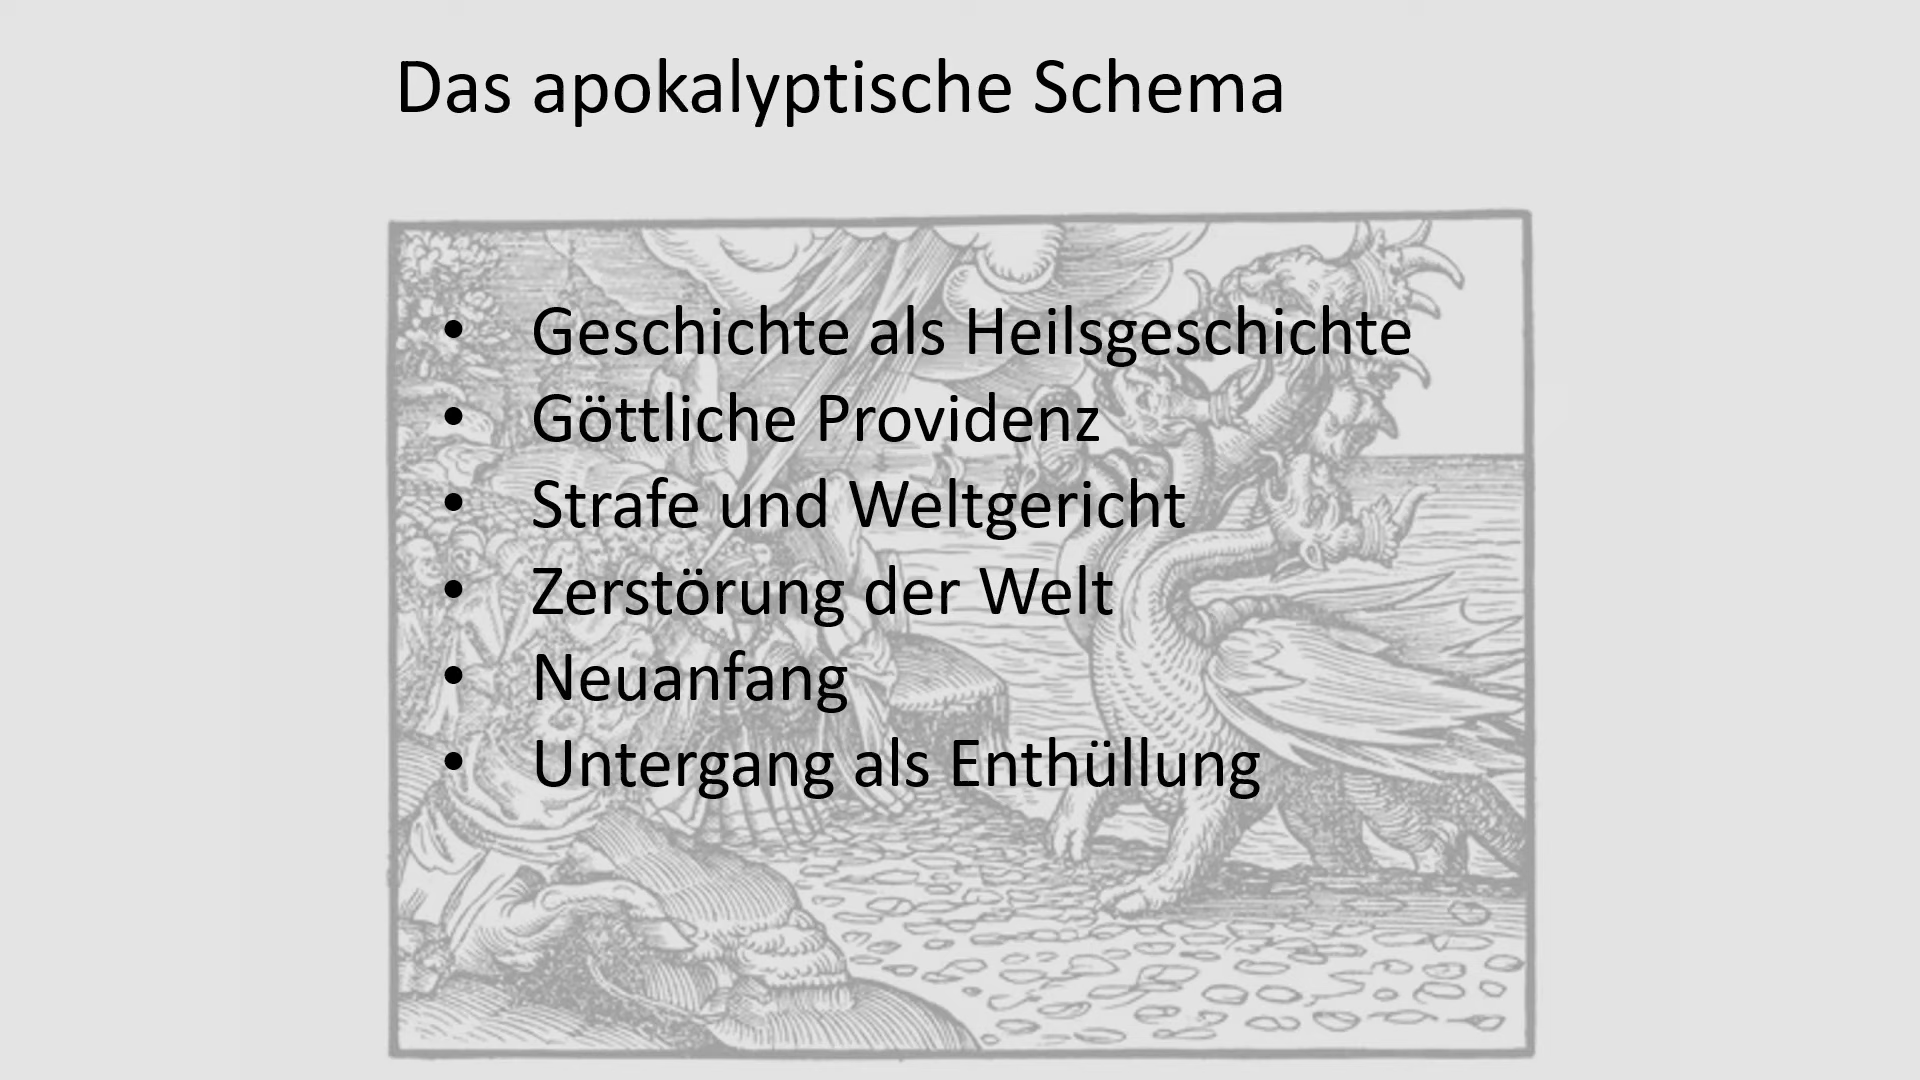 Das apokalyptische Schema
• Geschichte als Heilsgeschichte
• Göttliche Providenz
• Strafe und Weltgericht
• Zerstörung der Welt
• Neuanfang
• Untergang als Enthüllung